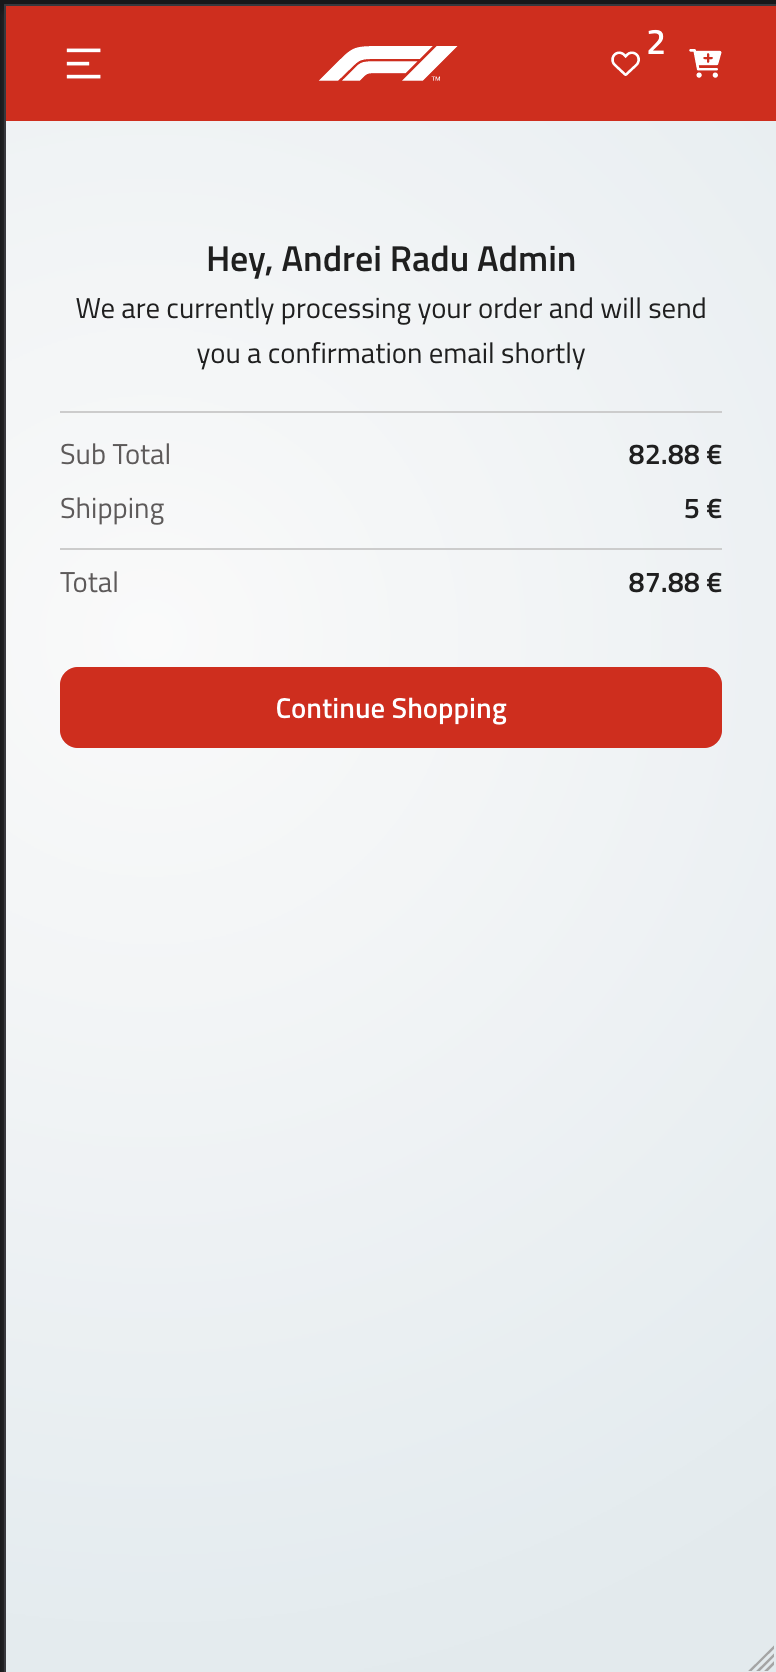 2
TM
Hey, Andrei Radu Admin
We are currently processing your order and will send
you a confirmation email shortly
Sub Total 82.88 €
Shipping 5 €
Total 87.88 €
Continue Shopping